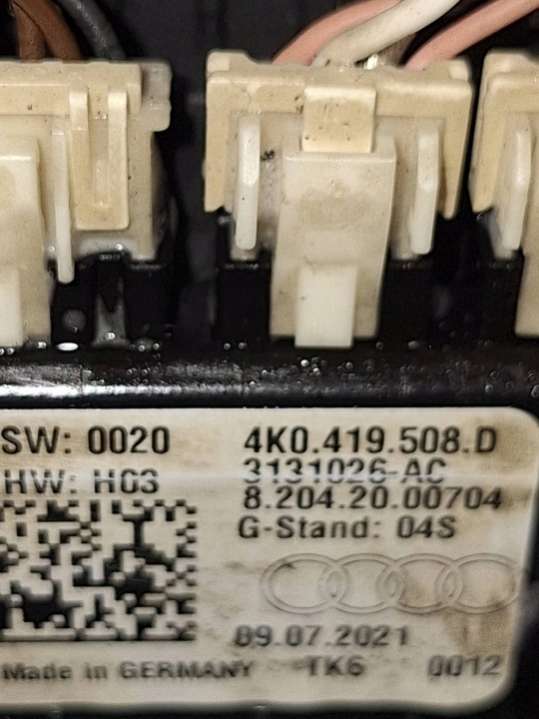 SW: 0020
4K0.419.508.D
HW: H03
3131026-AC
8.204.20.00704
G-Stand: 04S
09.07.2021
Made in GERMANY TK6 0012